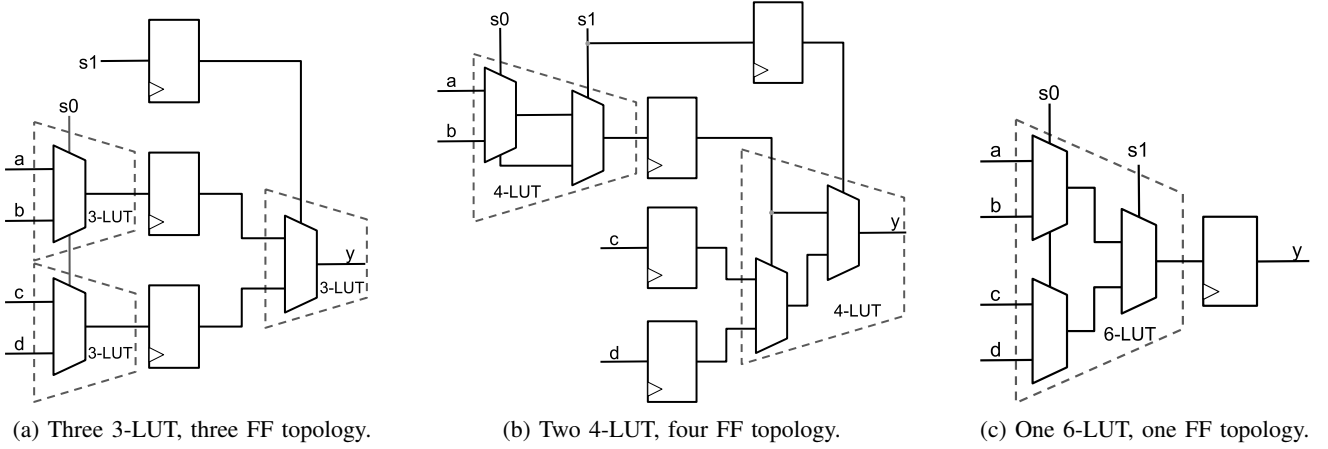 s1
s0
a
b
3-LUT
c
d
3-LUT
y
3-LUT
(a) Three 3-LUT, three FF topology.
s0
s1
a
b
4-LUT
c
d
y
4-LUT
(b) Two 4-LUT, four FF topology.
s0
s1
a
b
c
d
6-LUT
y
(c) One 6-LUT, one FF topology.